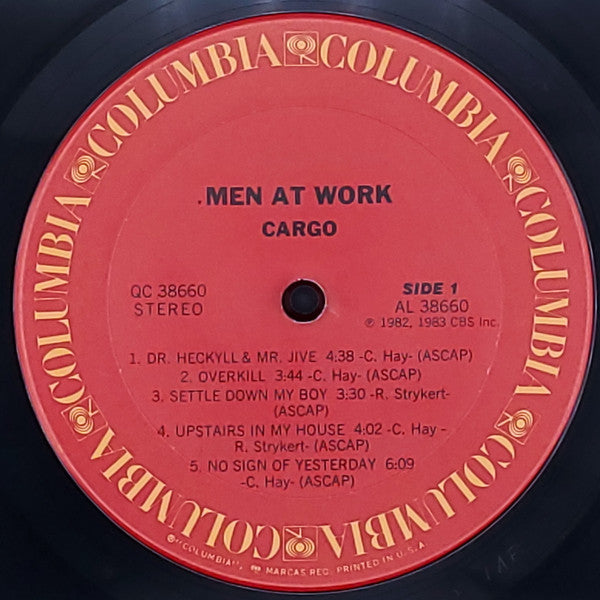 COLUMBIA COLUMBIA COLUMBIA COLUMBIA COLUMBIA COLUMBIA COLUMBIA COLUMBIA
.MEN AT WORK
CARGO
QC 38660
STEREO
SIDE 1
AL 38660
℗ 1982, 1983 CBS Inc.
1. DR. HECKYLL & MR. JIVE 4:38 -C. Hay- (ASCAP)
2. OVERKILL 3:44 -C. Hay- (ASCAP)
3. SETTLE DOWN MY BOY 3:30 -R. Strykert-
(ASCAP)
4. UPSTAIRS IN MY HOUSE 4:02 -C. Hay -
R. Strykert- (ASCAP)
5. NO SIGN OF YESTERDAY 6:09
-C. Hay- (ASCAP)
®"COLUMBIA", MARCAS REG. PRINTED IN U.S.A.